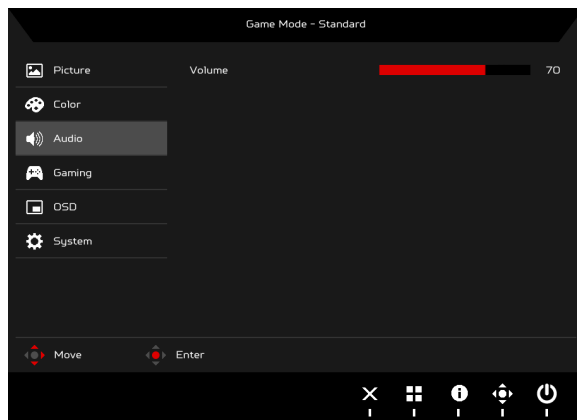 Game Mode - Standard
Picture
Volume
70
Color
Audio
Gaming
OSD
System
Move
Enter